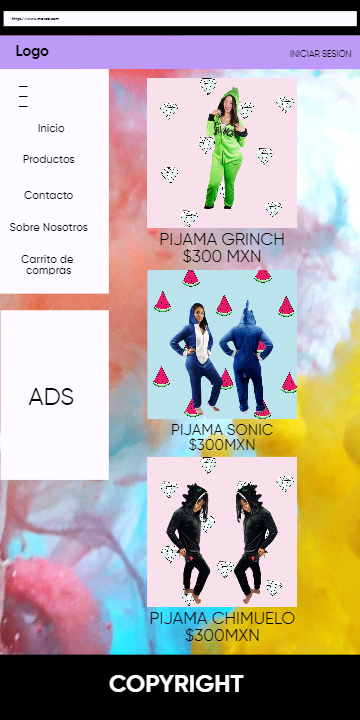 https://www.marca.com
Logo
INICIAR SESION
Inicio
Productos
Contacto
Sobre Nosotros
Carrito de
compras
ADS
PIJAMA GRINCH
$300 MXN
PIJAMA SONIC
$300MXN
PIJAMA CHIMUELO
$300MXN
COPYRIGHT